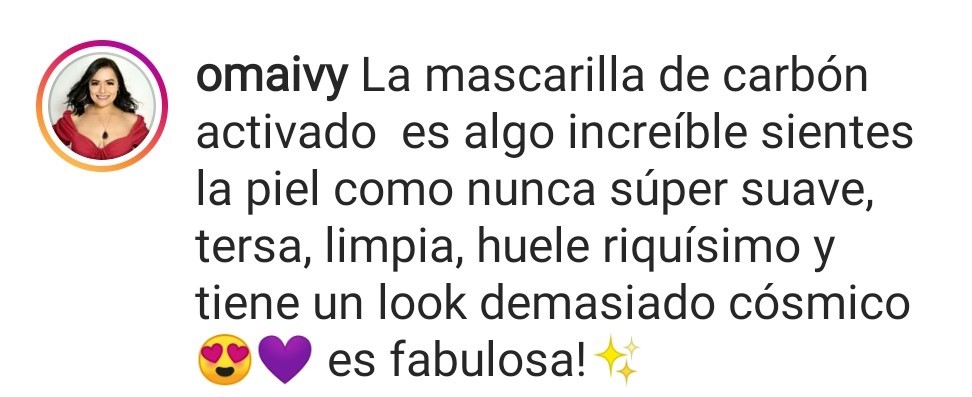 omaivy La mascarilla de carbón
activado  es algo increíble sientes
la piel como nunca súper suave,
tersa, limpia, huele riquísimo y
tiene un look demasiado cósmico
😍💜 es fabulosa!✨